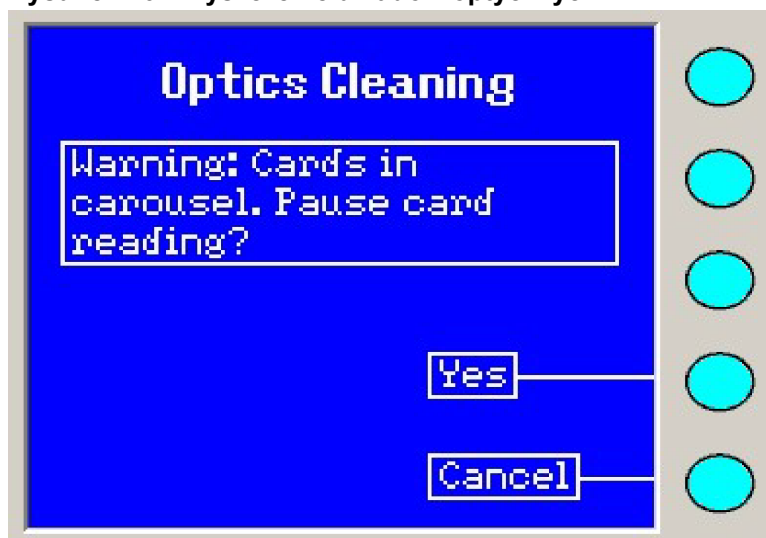 Optics Cleaning
Warning: Cards in
carousel. Pause card
reading?
Yes
Cancel